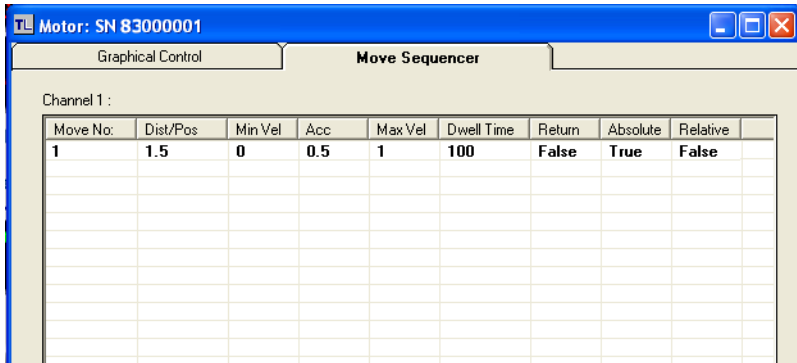 TL Motor: SN 83000001
Graphical Control Move Sequencer
Channel 1 :
Move No: Dist/Pos Min Vel Acc Max Vel Dwell Time Return Absolute Relative
1 1.5 0 0.5 1 100 False True False